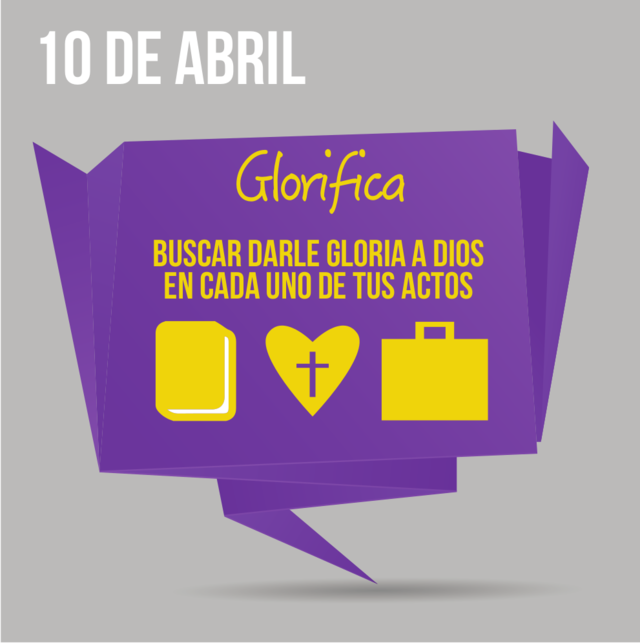 10 DE ABRIL
Glorifica
BUSCAR DARLE GLORIA A DIOS
EN CADA UNO DE TUS ACTOS